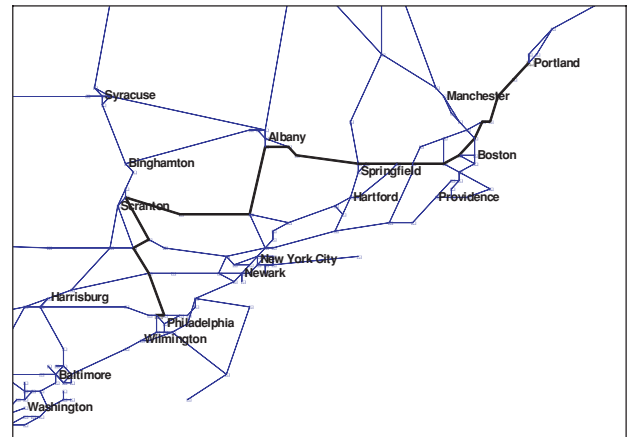 Portland
Syracuse
Manchester
Albany
Boston
Binghamton
Springfield
Scranton
Hartford
Providence
New York City
Newark
Harrisburg
Philadelphia
Wilmington
Baltimore
Washington